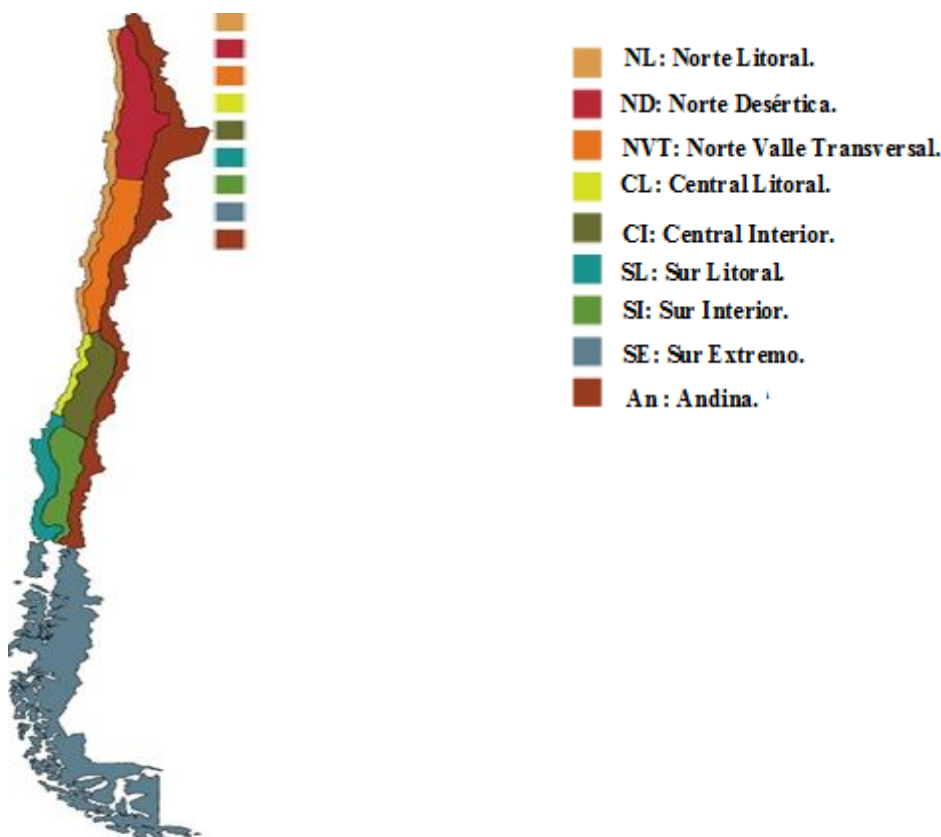 NL: Norte Litoral.
ND: Norte Desértica.
NVT: Norte Valle Transversal.
CL: Central Litoral.
CI: Central Interior.
SL: Sur Litoral.
SI: Sur Interior.
SE: Sur Extremo.
An : Andina.